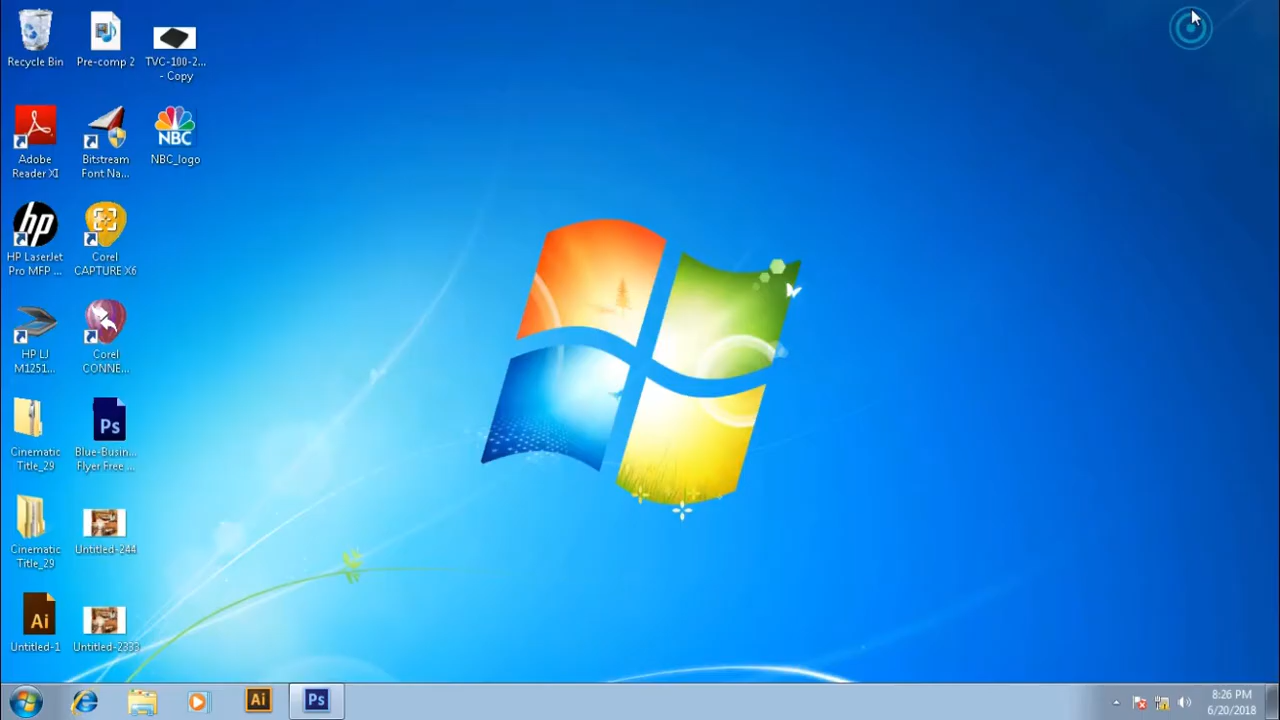 Recycle Bin
Pre-comp 2
TVC-100-2...
- Copy
Adobe
Reader XI
Bitstream
Font Na...
NBC
NBC_logo
hp
HP LaserJet
Pro MFP ...
Corel
CAPTURE X6
HP LJ
M1251...
Corel
CONNE...
Cinematic
Title_29
Ps
Blue-Busin...
Flyer Free ...
Cinematic
Title_29
Untitled-244
Ai
Untitled-1
Untitled-2333
Ai
Ps
8:26 PM
6/20/2018